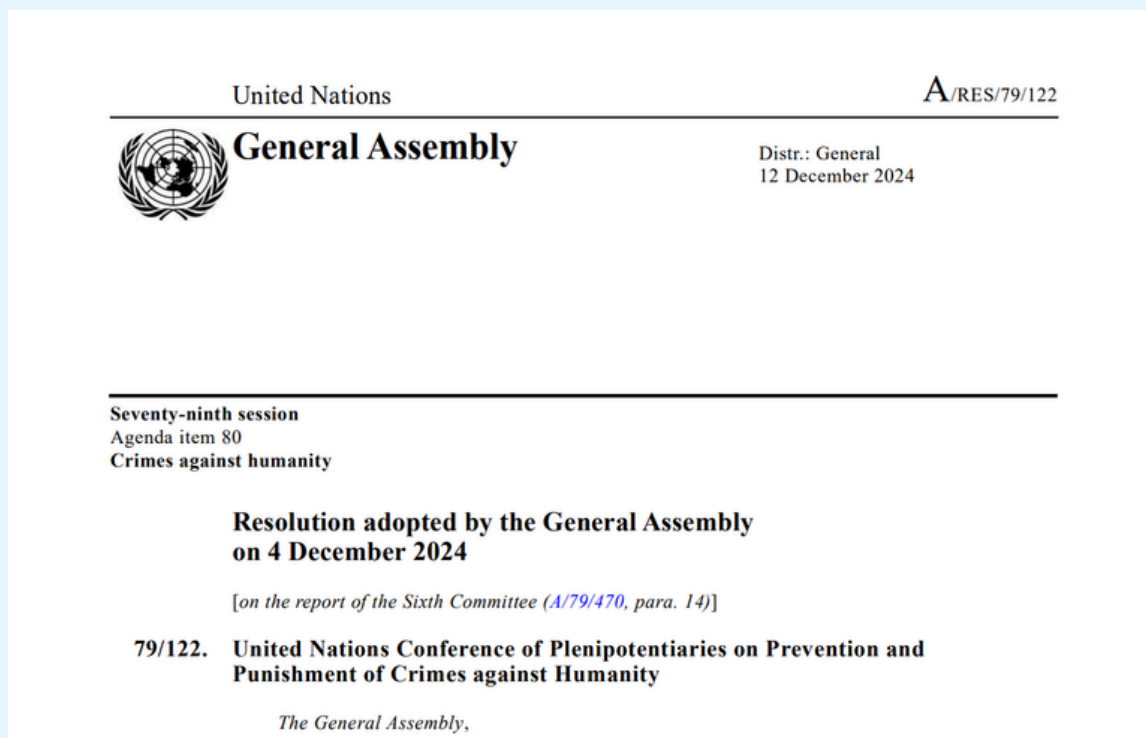 United Nations
A/RES/79/122
General Assembly
Distr.: General
12 December 2024
Seventy-ninth session
Agenda item 80
Crimes against humanity
Resolution adopted by the General Assembly
on 4 December 2024
[on the report of the Sixth Committee (A/79/470, para. 14)]
79/122. United Nations Conference of Plenipotentiaries on Prevention and
Punishment of Crimes against Humanity
The General Assembly,